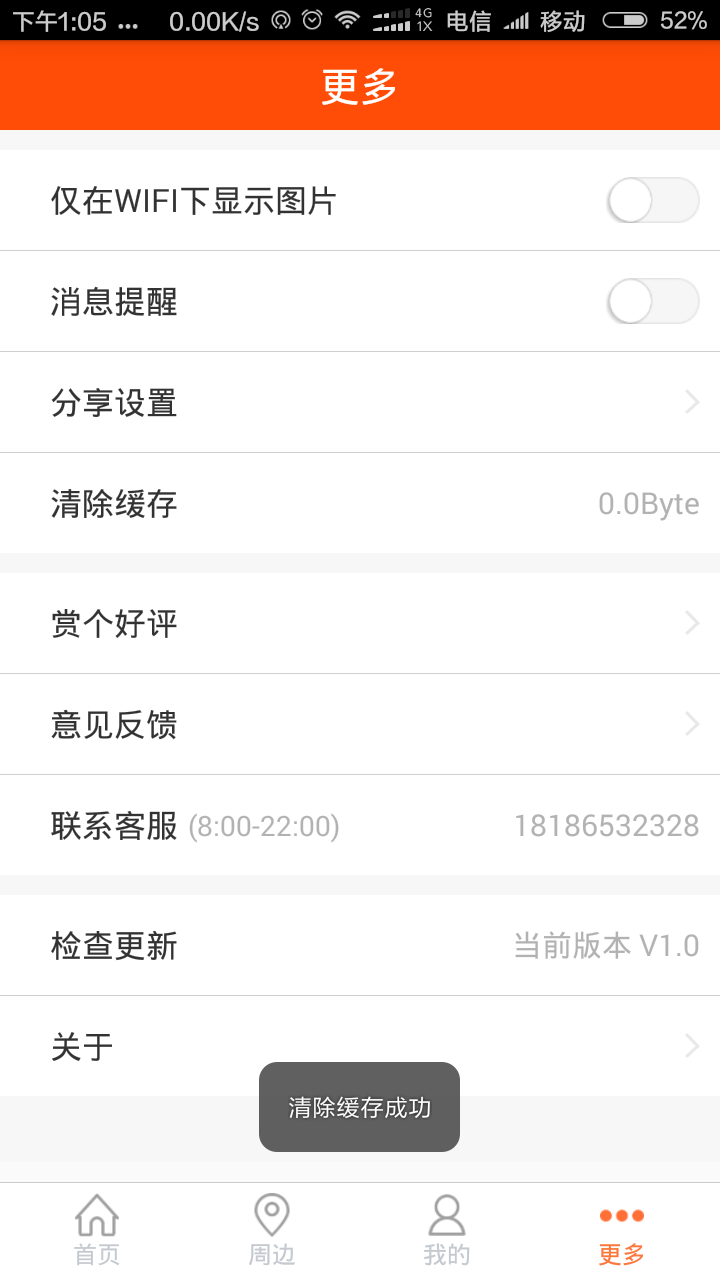 下午1:05 ... 0.00K/s 4G 1X 电信 移动 52%
更多
仅在WIFI下显示图片
消息提醒
分享设置
清除缓存 0.0Byte
赏个好评
意见反馈
联系客服 (8:00-22:00) 18186532328
检查更新 当前版本 V1.0
关于
清除缓存成功
首页 周边 我的 更多